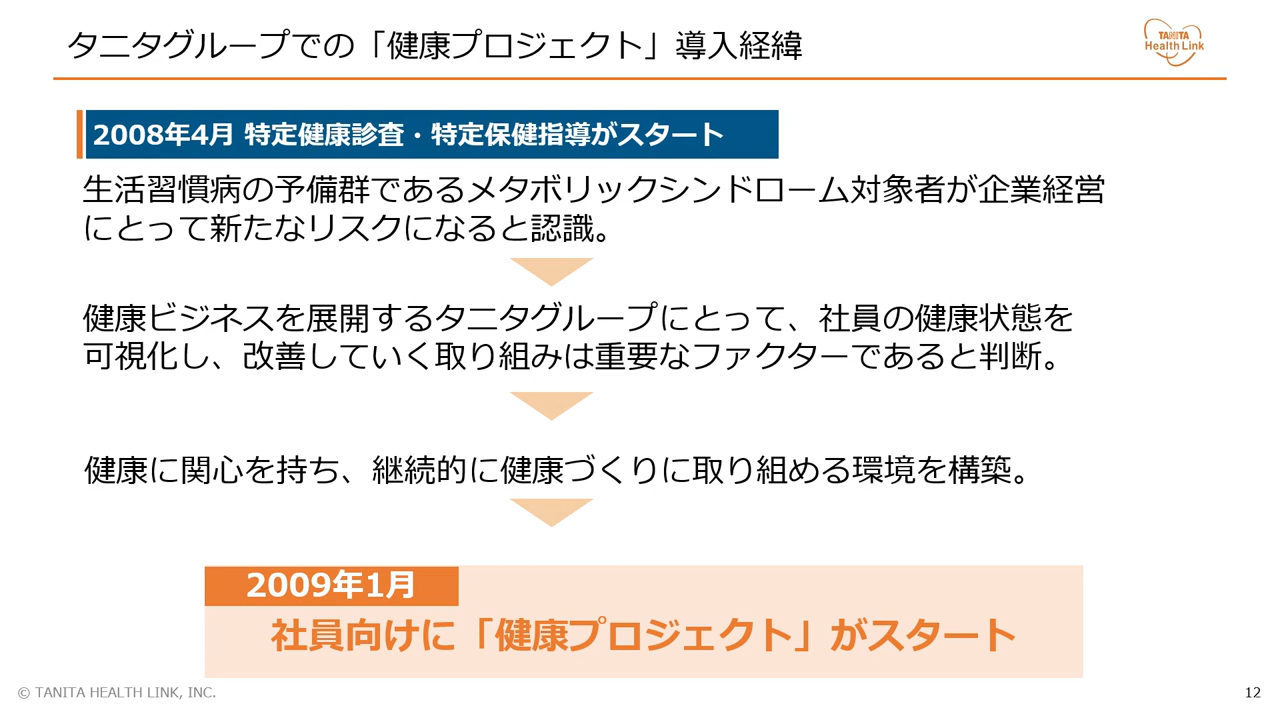 タニタグループでの「健康プロジェクト」導入経緯
TANITA
Health Link
2008年4月 特定健康診査・特定保健指導がスタート
生活習慣病の予備群であるメタボリックシンドローム対象者が企業経営
にとって新たなリスクになると認識。
健康ビジネスを展開するタニタグループにとって、社員の健康状態を
可視化し、改善していく取り組みは重要なファクターであると判断。
健康に関心を持ち、継続的に健康づくりに取り組める環境を構築。
2009年1月
社員向けに「健康プロジェクト」がスタート
© TANITA HEALTH LINK, INC.
12